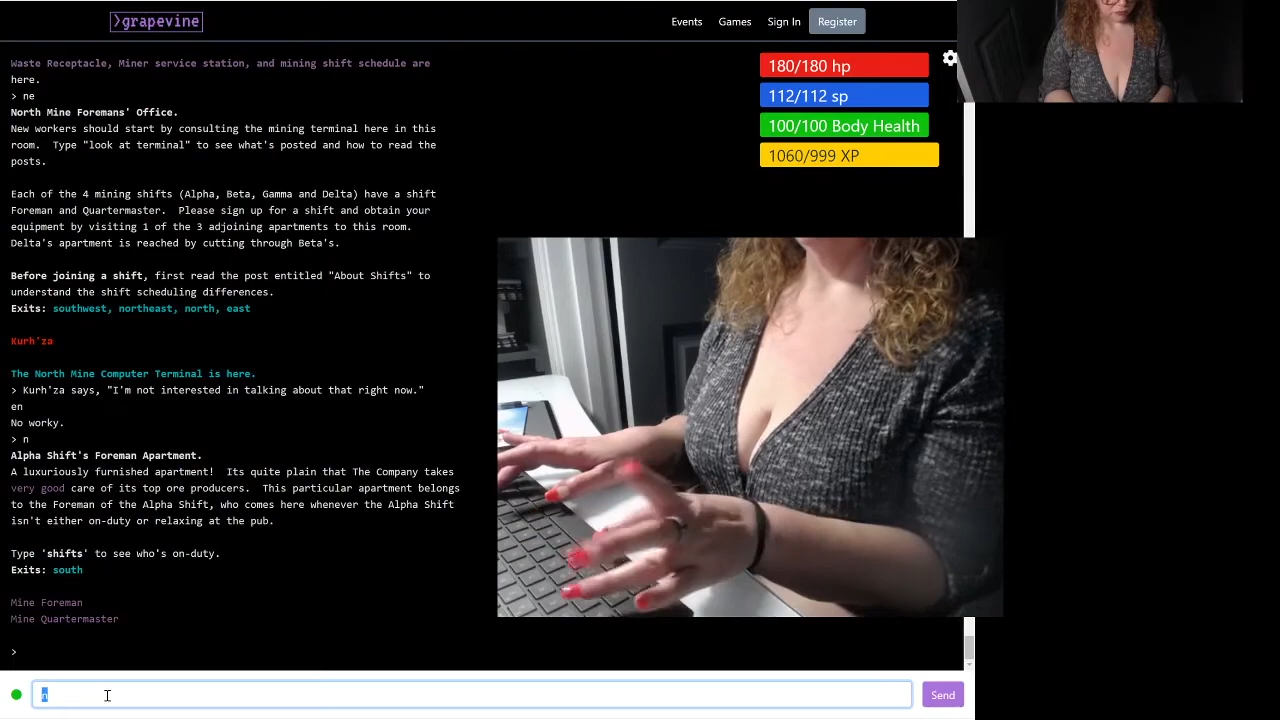 ❯grapevine
Events
Games
Sign In
Register
Waste Receptacle, Miner service station, and mining shift schedule are
here.
> ne
North Mine Foremans' Office.
New workers should start by consulting the mining terminal here in this
room.  Type "look at terminal" to see what's posted and how to read the
posts.
Each of the 4 mining shifts (Alpha, Beta, Gamma and Delta) have a shift
Foreman and Quartermaster.  Please sign up for a shift and obtain your
equipment by visiting 1 of the 3 adjoining apartments to this room.
Delta's apartment is reached by cutting through Beta's.
Before joining a shift, first read the post entitled "About Shifts" to
understand the shift scheduling differences.
Exits: southwest, northeast, north, east
Kurh'za
The North Mine Computer Terminal is here.
> Kurh'za says, "I'm not interested in talking about that right now."
en
No worky.
> n
Alpha Shift's Foreman Apartment.
A luxuriously furnished apartment!  Its quite plain that The Company takes
very good care of its top ore producers.  This particular apartment belongs
to the Foreman of the Alpha Shift, who comes here whenever the Alpha Shift
isn't either on-duty or relaxing at the pub.
Type 'shifts' to see who's on-duty.
Exits: south
Mine Foreman
Mine Quartermaster
>
180/180 hp
112/112 sp
100/100 Body Health
1060/999 XP
n
Send